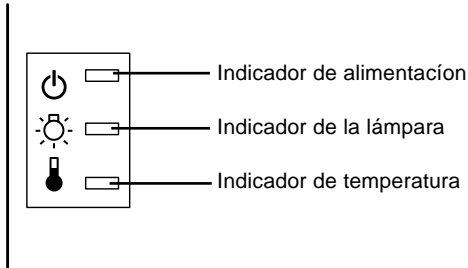 Indicador de alimentacíon
Indicador de la lámpara
Indicador de temperatura